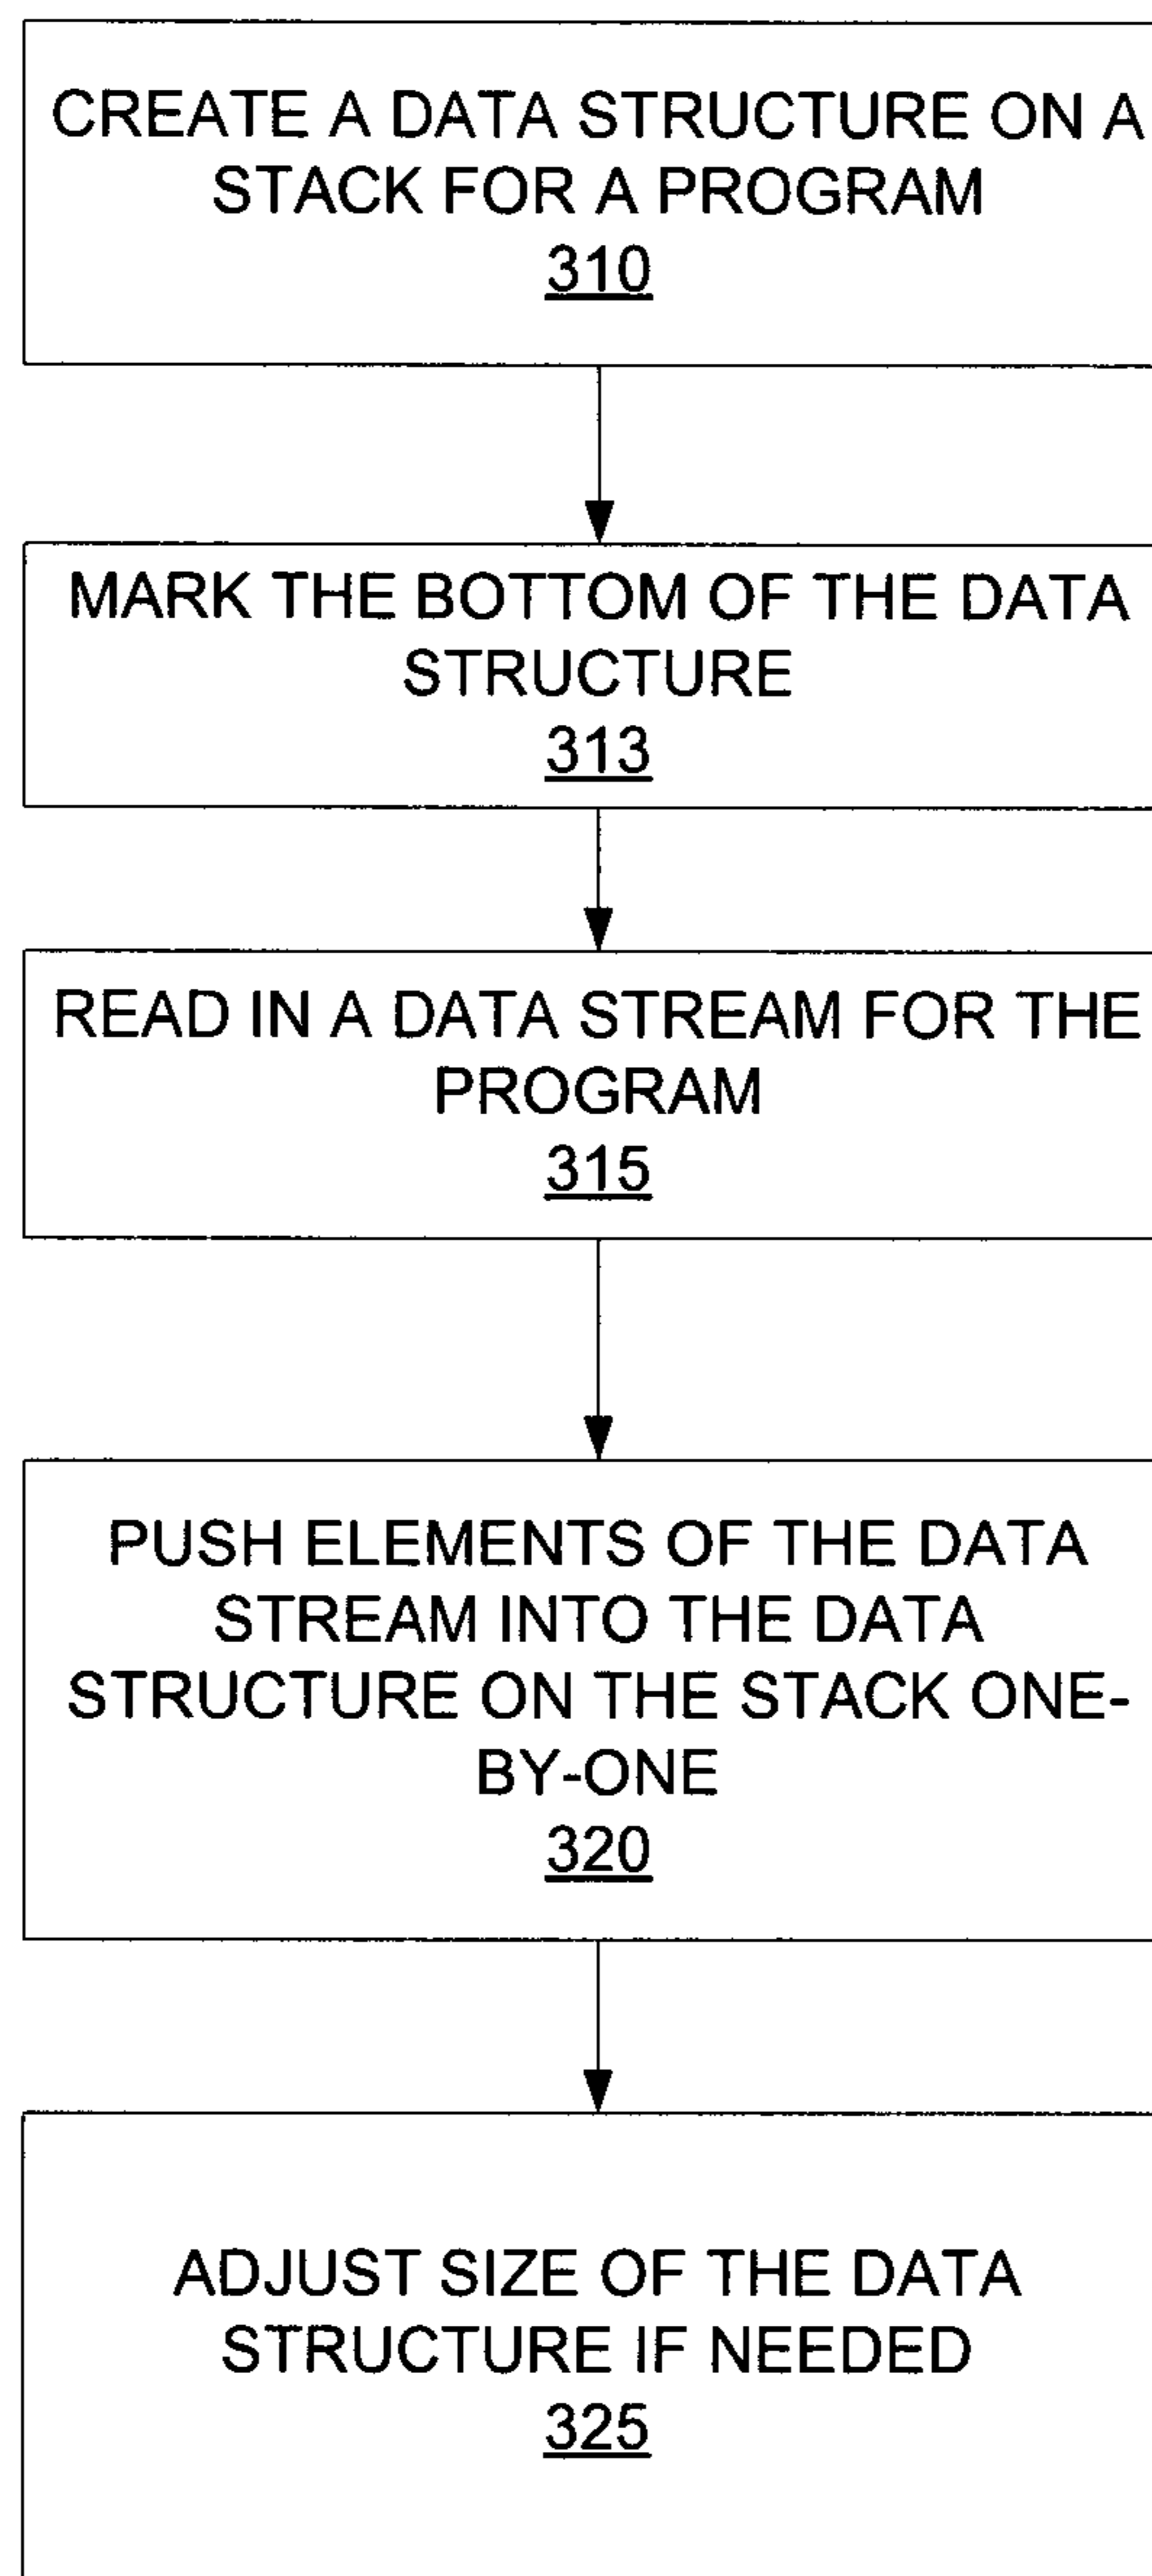 CREATE A DATA STRUCTURE ON A
STACK FOR A PROGRAM
310
MARK THE BOTTOM OF THE DATA
STRUCTURE
313
READ IN A DATA STREAM FOR THE
PROGRAM
315
PUSH ELEMENTS OF THE DATA
STREAM INTO THE DATA
STRUCTURE ON THE STACK ONE-
BY-ONE
320
ADJUST SIZE OF THE DATA
STRUCTURE IF NEEDED
325